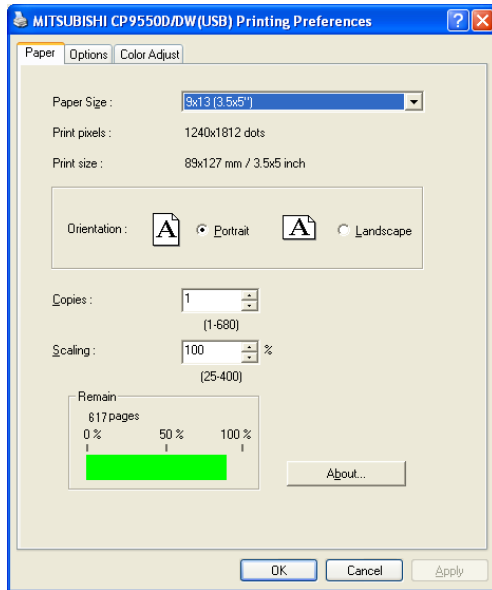 MITSUBISHI CP9550D/DW(USB) Printing Preferences
Paper Options Color Adjust
Paper Size : 9x13 (3.5x5")
Print pixels : 1240x1812 dots
Print size : 89x127 mm / 3.5x5 inch
Orientation : A Portrait A Landscape
Copies : 1
(1-680)
Scaling : 100 %
(25-400)
Remain
617 pages
0 % 50 % 100 %
About...
OK Cancel Apply